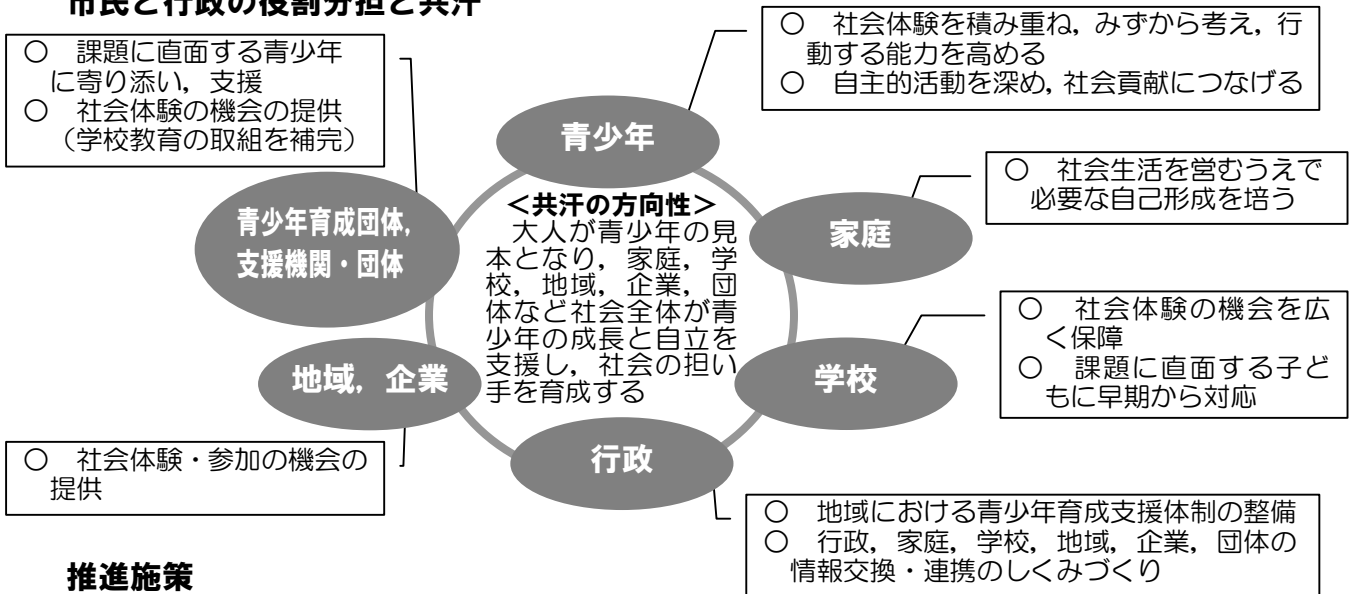 市民と行政の役割分担と共汗
○　課題に直面する青少年
に寄り添い，支援
○　社会体験の機会の提供
（学校教育の取組を補完）
○　社会体験を積み重ね，みずから考え，行
動する能力を高める
○　自主的活動を深め，社会貢献につなげる
青少年
○　社会生活を営むうえで
必要な自己形成を培う
青少年育成団体，
支援機関・団体
家庭
＜共汗の方向性＞
大人が青少年の見
本となり，家庭，学
校，地域，企業，団
体など社会全体が青
少年の成長と自立を
支援し，社会の担い
手を育成する
○　社会体験の機会を広
く保障
○　課題に直面する子ど
もに早期から対応
地域，企業
学校
○　社会体験・参加の機会の
提供
行政
○　地域における青少年育成支援体制の整備
○　行政，家庭，学校，地域，企業，団体の
情報交換・連携のしくみづくり
推進施策